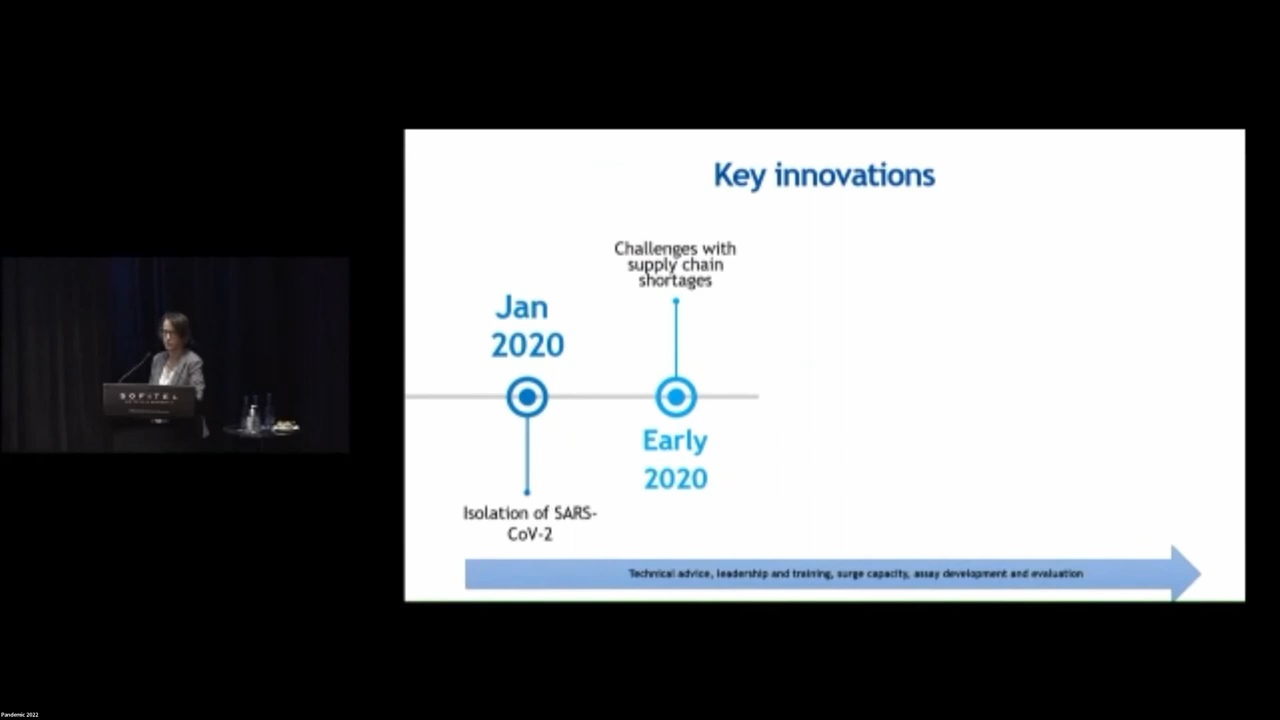 Key innovations
Challenges with
supply chain
shortages
Jan
2020
Early
2020
Isolation of SARS-
CoV-2
Technical advice, leadership and training, surge capacity, assay development and evaluation
SOFITEL
Pandemic 2022